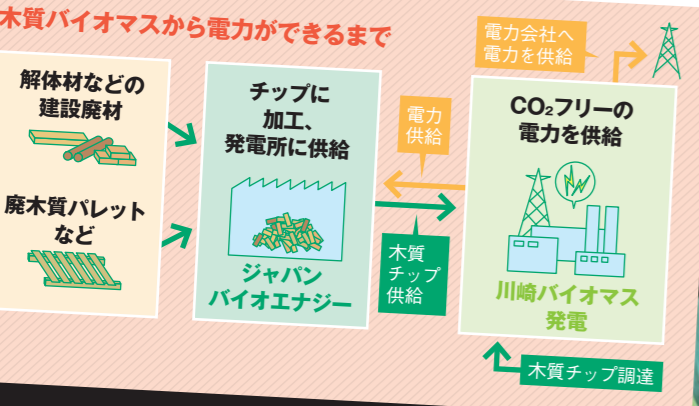 木質バイオマスから電力ができるまで
解体材などの
建設廃材
廃木質パレット
など
チップに
加工、
発電所に供給
ジャパン
バイオエナジー
電力
供給
木質
チップ
供給
電力会社へ
電力を供給
CO₂フリーの
電力を供給
川崎バイオマス
発電
木質チップ調達